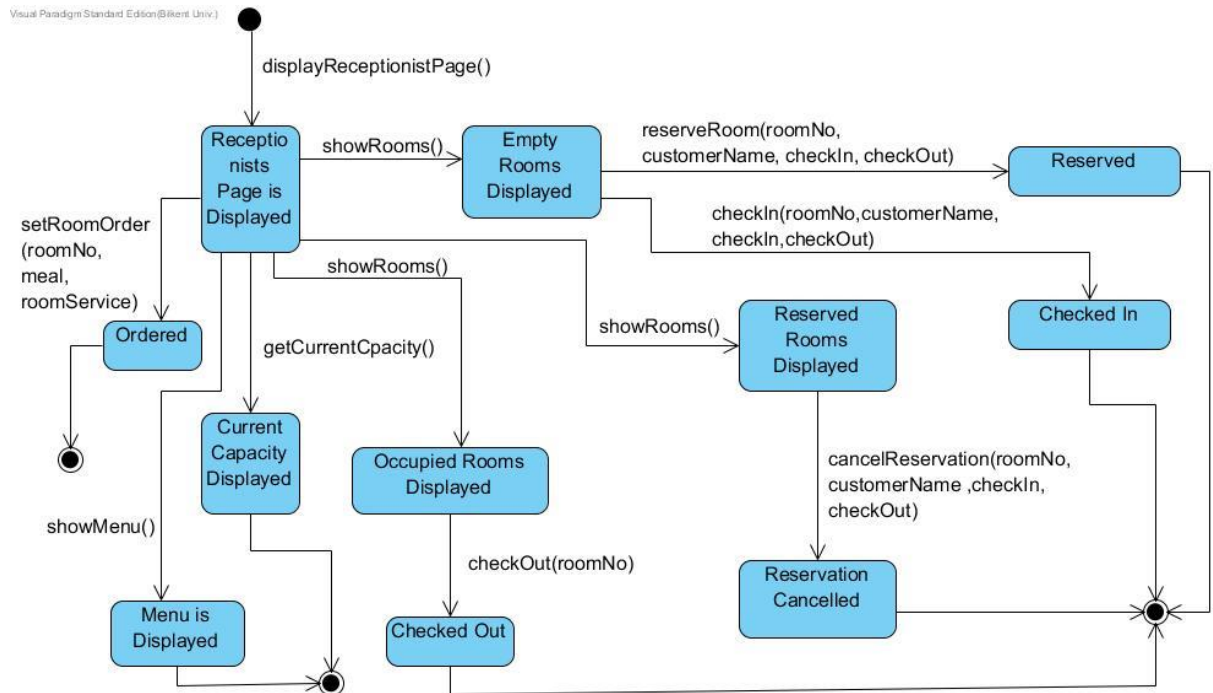 Visual Paradigm Standard Edition(Bilkent Univ.)
displayReceptionistPage()
Receptio
nists
Page is
Displayed
showRooms()
Empty
Rooms
Displayed
reserveRoom(roomNo,
customerName, checkIn, checkOut)
Reserved
checkIn(roomNo,customerName,
checkIn,checkOut)
setRoomOrder
(roomNo,
meal,
roomService)
showRooms()
Ordered
getCurrentCpacity()
showRooms()
Reserved
Rooms
Displayed
Checked In
Current
Capacity
Displayed
Occupied Rooms
Displayed
cancelReservation(roomNo,
customerName ,checkIn,
checkOut)
showMenu()
checkOut(roomNo)
Reservation
Cancelled
Menu is
Displayed
Checked Out